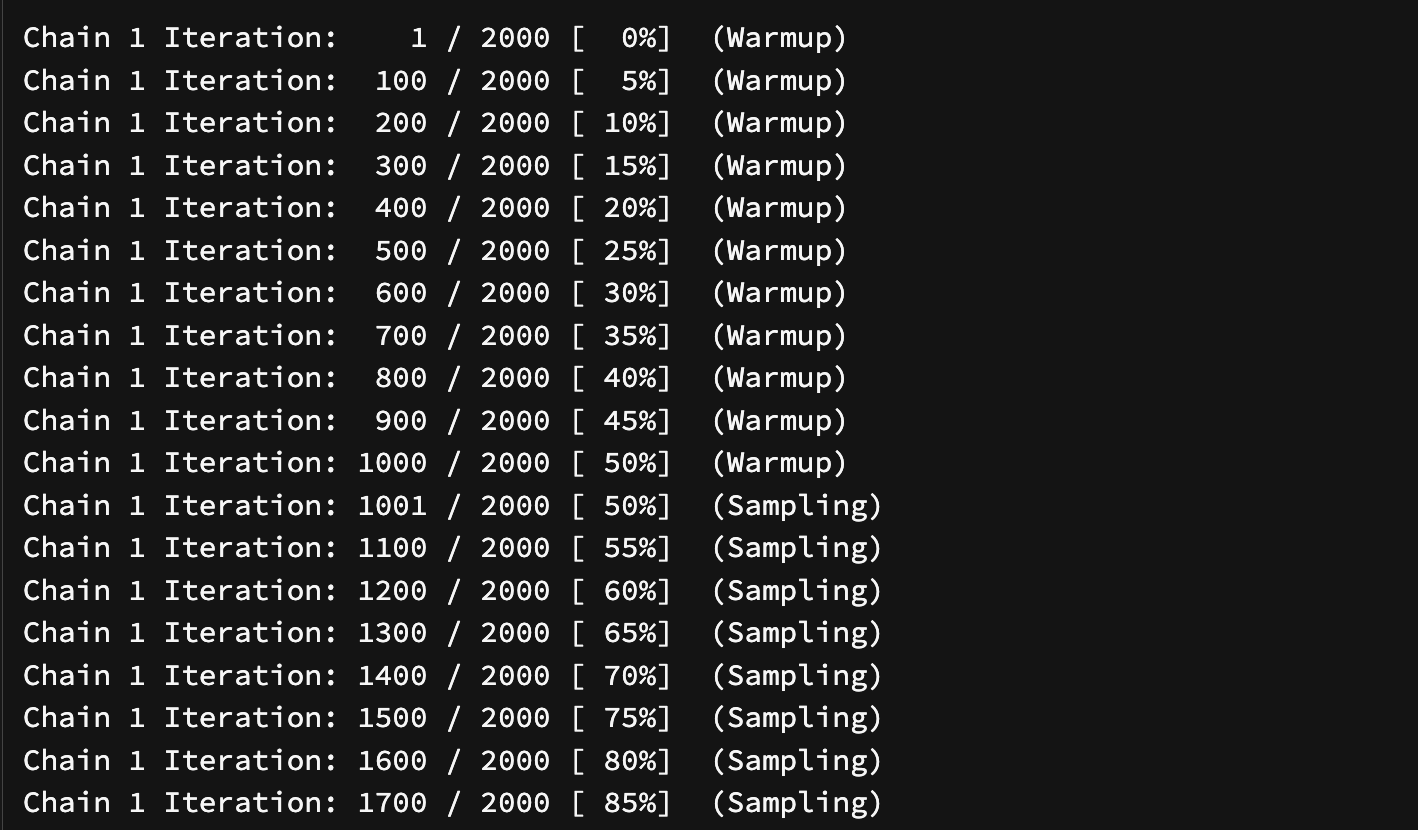 Chain 1 Iteration:    1 / 2000 [  0%]  (Warmup)
Chain 1 Iteration:  100 / 2000 [  5%]  (Warmup)
Chain 1 Iteration:  200 / 2000 [ 10%]  (Warmup)
Chain 1 Iteration:  300 / 2000 [ 15%]  (Warmup)
Chain 1 Iteration:  400 / 2000 [ 20%]  (Warmup)
Chain 1 Iteration:  500 / 2000 [ 25%]  (Warmup)
Chain 1 Iteration:  600 / 2000 [ 30%]  (Warmup)
Chain 1 Iteration:  700 / 2000 [ 35%]  (Warmup)
Chain 1 Iteration:  800 / 2000 [ 40%]  (Warmup)
Chain 1 Iteration:  900 / 2000 [ 45%]  (Warmup)
Chain 1 Iteration: 1000 / 2000 [ 50%]  (Warmup)
Chain 1 Iteration: 1001 / 2000 [ 50%]  (Sampling)
Chain 1 Iteration: 1100 / 2000 [ 55%]  (Sampling)
Chain 1 Iteration: 1200 / 2000 [ 60%]  (Sampling)
Chain 1 Iteration: 1300 / 2000 [ 65%]  (Sampling)
Chain 1 Iteration: 1400 / 2000 [ 70%]  (Sampling)
Chain 1 Iteration: 1500 / 2000 [ 75%]  (Sampling)
Chain 1 Iteration: 1600 / 2000 [ 80%]  (Sampling)
Chain 1 Iteration: 1700 / 2000 [ 85%]  (Sampling)